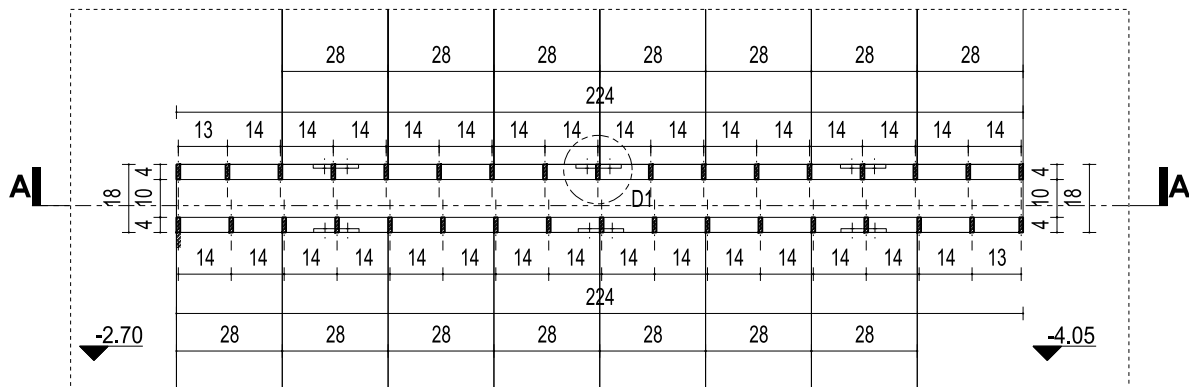 28 28 28 28 28 28 28
224
13 14 14 14 14 14 14 14 14 14 14 14 14 14 14 14
4 4
A 18 10 10 18 A
D1
4 4
14 14 14 14 14 14 14 14 14 14 14 14 14 14 14 13
224
-2.70 28 28 28 28 28 28 28 -4.05